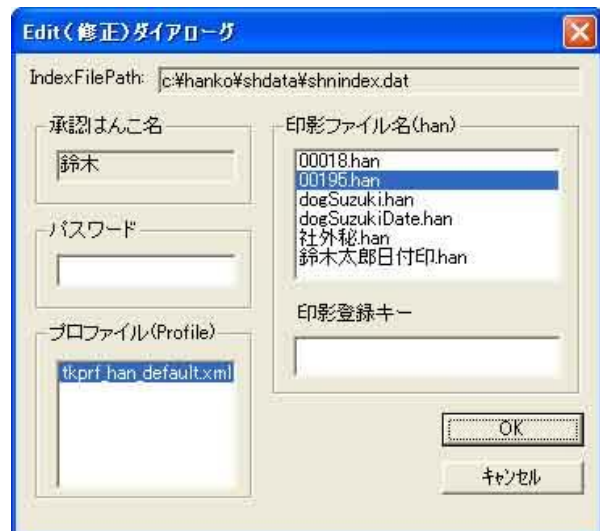 Edit(修正)ダイアローグ
IndexFilePath: c:¥hanko¥shdata¥shnindex.dat
承認はんこ名
鈴木
パスワード
プロファイル(Profile)
tkprf_han_default.xml
印影ファイル名(han)
00018.han
00195.han
dogSuzuki.han
dogSuzukiDate.han
社外秘.han
鈴木太郎日付印.han
印影登録キー
OK
キャンセル